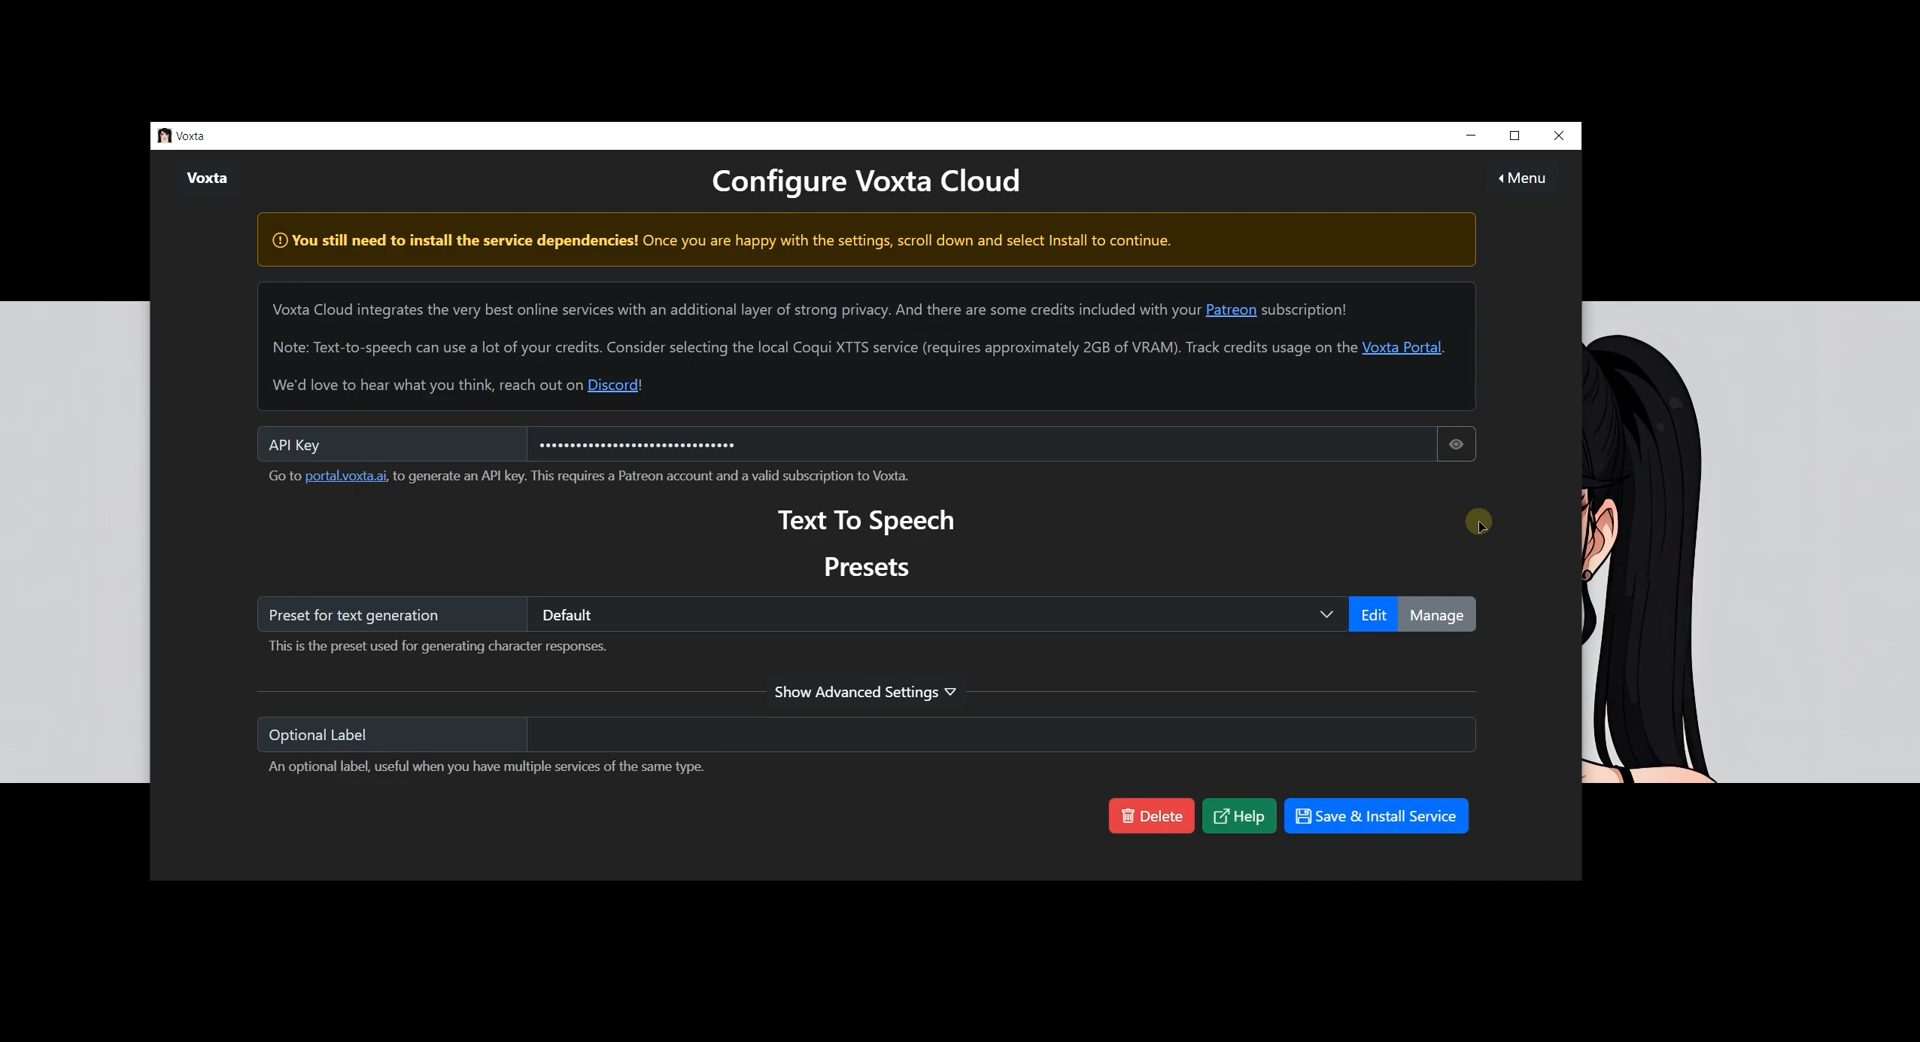 Voxta
Voxta
Configure Voxta Cloud
Menu
You still need to install the service dependencies! Once you are happy with the settings, scroll down and select Install to continue.
Voxta Cloud integrates the very best online services with an additional layer of strong privacy. And there are some credits included with your Patreon subscription!
Note: Text-to-speech can use a lot of your credits. Consider selecting the local Coqui XTTS service (requires approximately 2GB of VRAM). Track credits usage on the Voxta Portal.
We'd love to hear what you think, reach out on Discord!
API Key ••••••••••••••••••••••••••••••••
Go to portal.voxta.ai, to generate an API key. This requires a Patreon account and a valid subscription to Voxta.
Text To Speech
Presets
Preset for text generation Default Edit Manage
This is the preset used for generating character responses.
Show Advanced Settings
Optional Label
An optional label, useful when you have multiple services of the same type.
Delete Help Save & Install Service